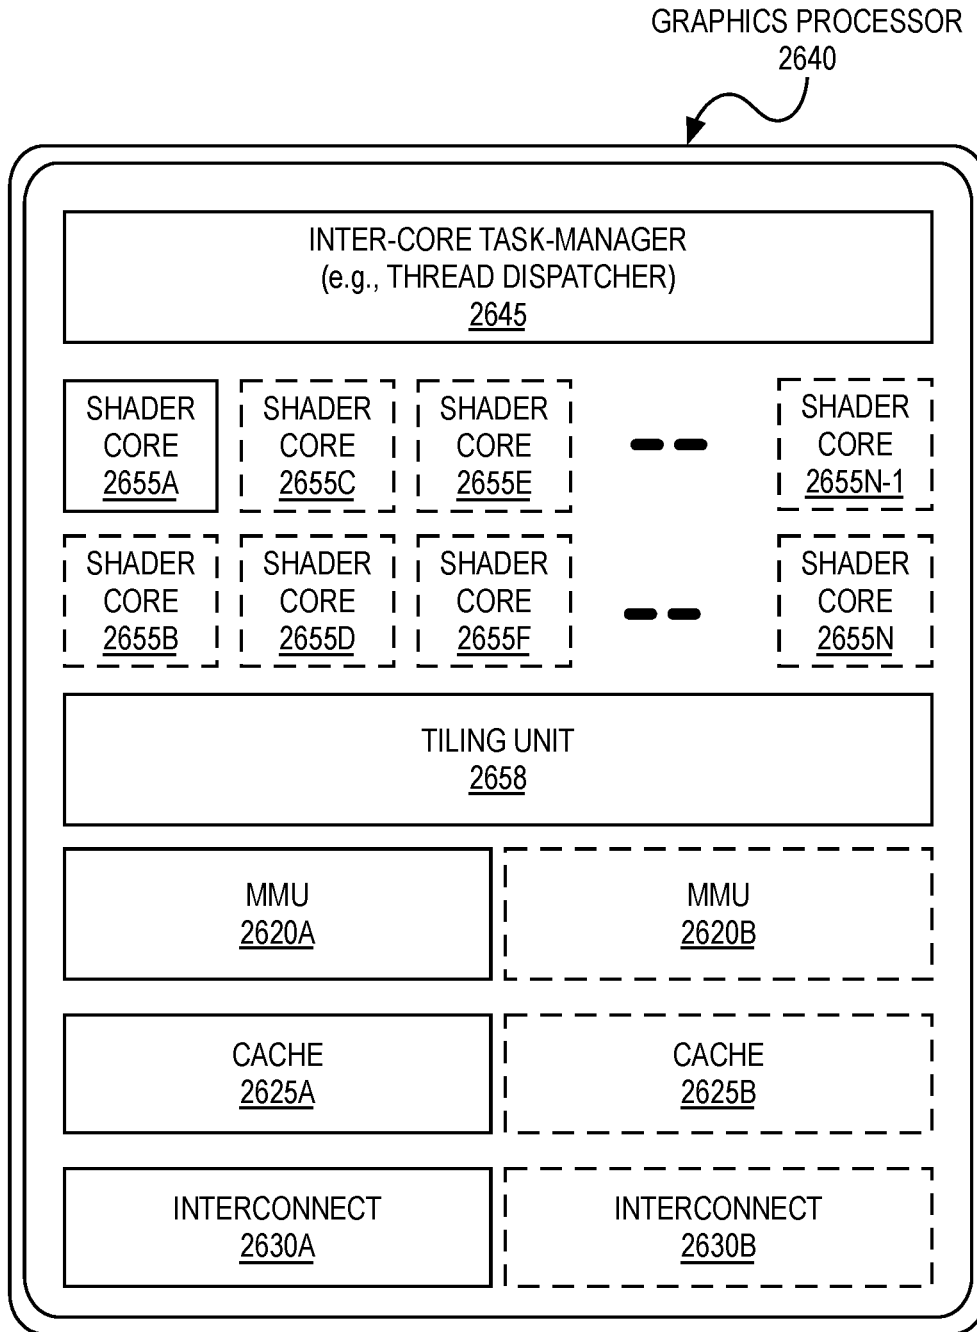 GRAPHICS PROCESSOR
2640
INTER-CORE TASK-MANAGER
(e.g., THREAD DISPATCHER)
2645
SHADER CORE 2655A
SHADER CORE 2655C
SHADER CORE 2655E
SHADER CORE 2655N-1
SHADER CORE 2655B
SHADER CORE 2655D
SHADER CORE 2655F
SHADER CORE 2655N
TILING UNIT
2658
MMU
2620A
MMU
2620B
CACHE
2625A
CACHE
2625B
INTERCONNECT
2630A
INTERCONNECT
2630B